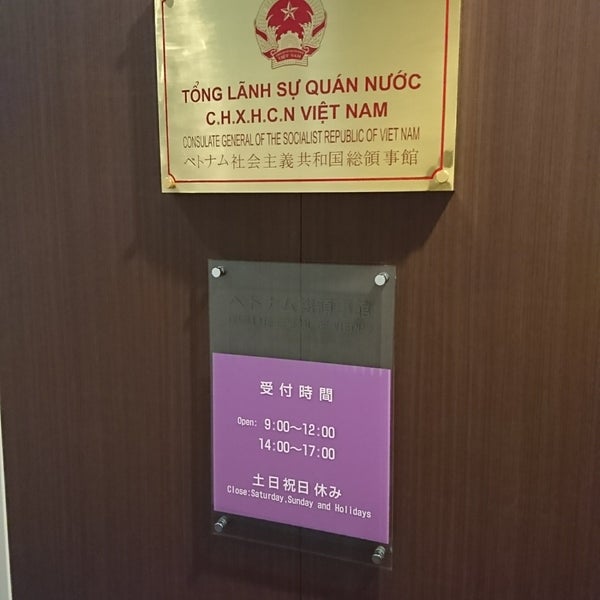 VIỆT NAM
TỔNG LÃNH SỰ QUÁN NƯỚC
C.H.X.H.C.N VIỆT NAM
CONSULATE GENERAL OF THE SOCIALIST REPUBLIC OF VIET NAM
ベトナム社会主義共和国総領事館
受付時間
Open: 9:00〜12:00
14:00〜17:00
土日祝日休み
Close:Saturday,Sunday and Holidays